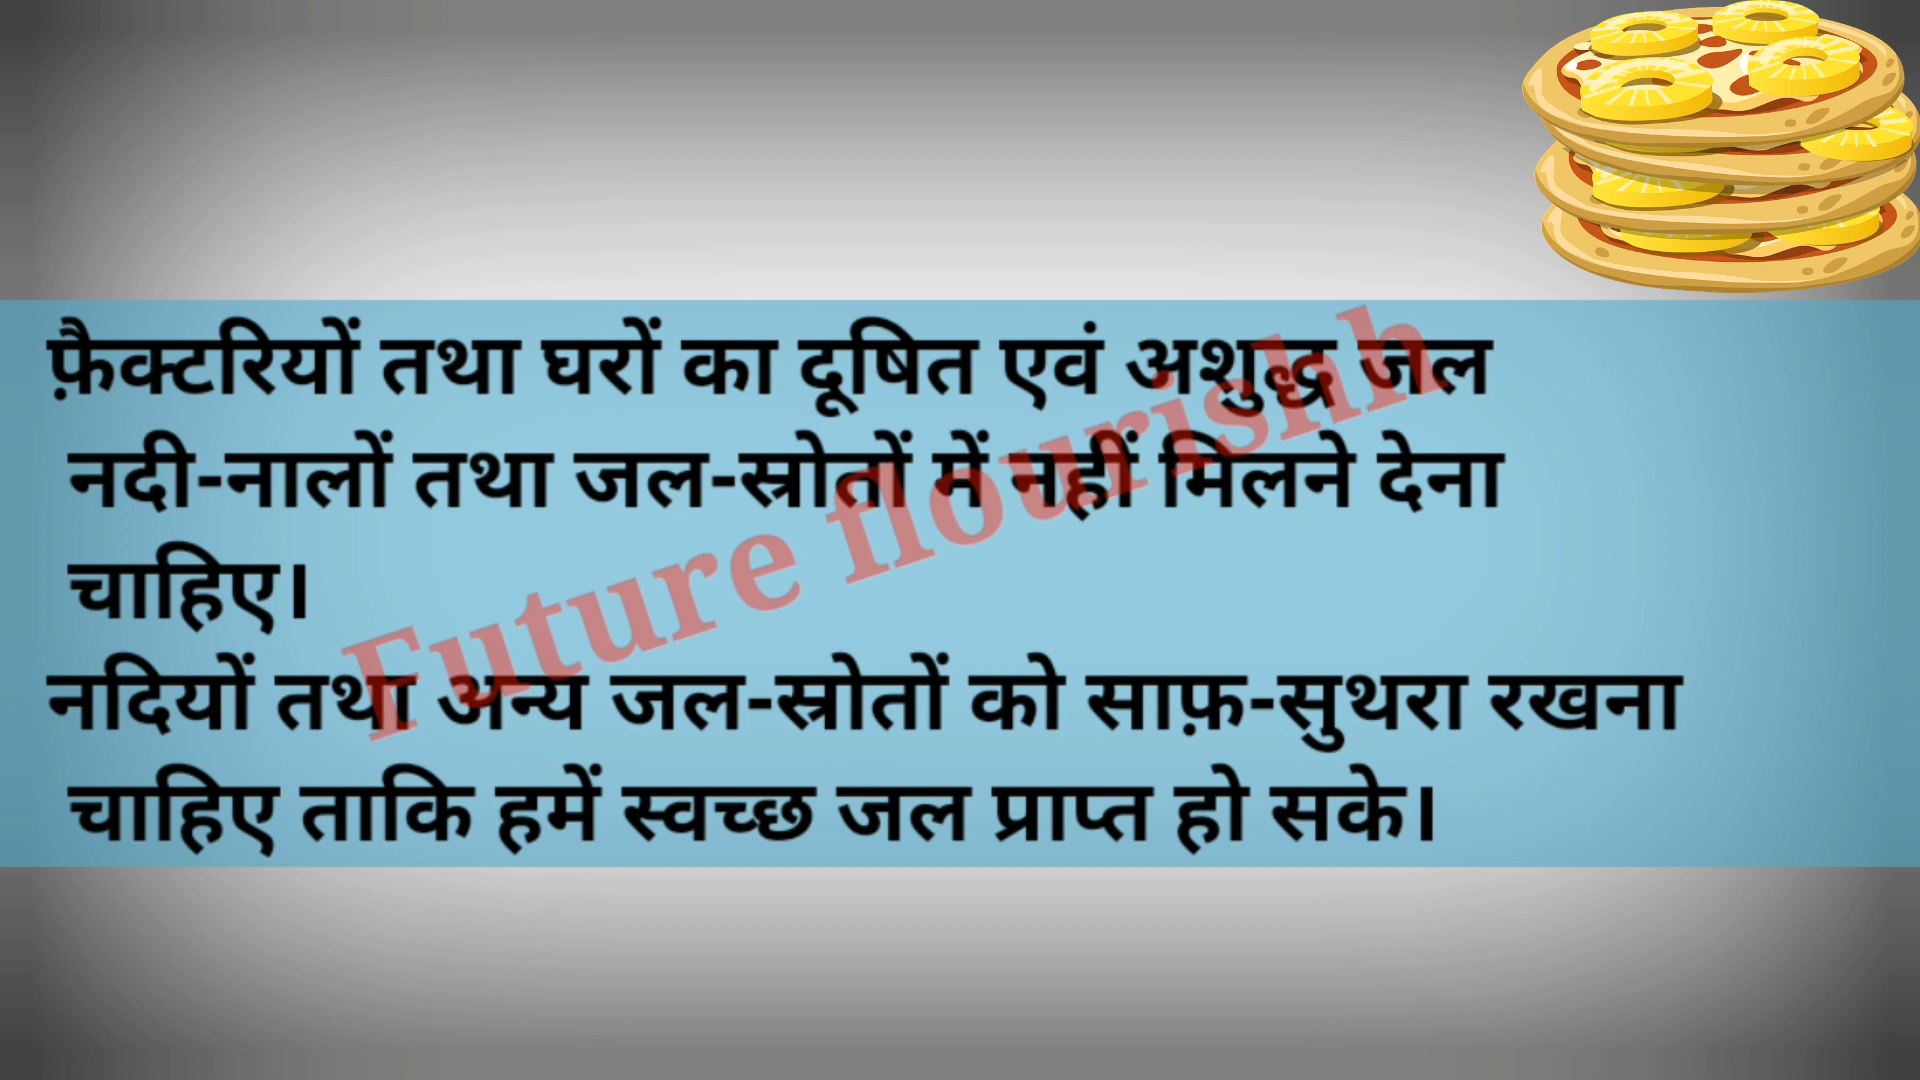 फ़ैक्टरियों तथा घरों का दूषित एवं अशुद्ध जल
नदी-नालों तथा जल-स्रोतों में नहीं मिलने देना
चाहिए।
नदियों तथा अन्य जल-स्रोतों को साफ़-सुथरा रखना
चाहिए ताकि हमें स्वच्छ जल प्राप्त हो सके।
Future flourishh